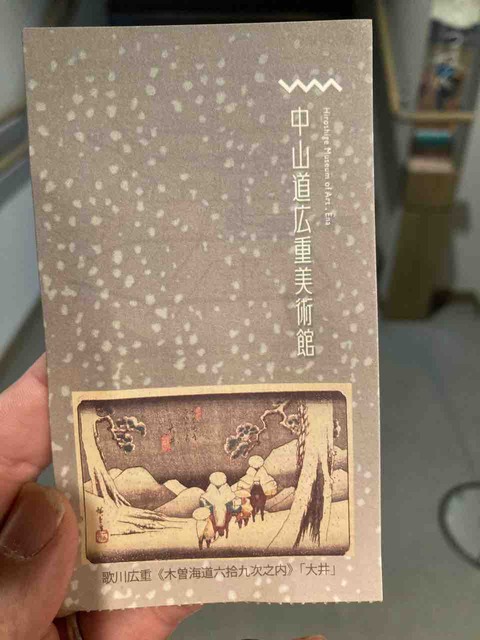 中山道広重美術館
Hiroshige Museum of Art, Ena
歌川広重《木曽海道六拾九次之内》「大井」